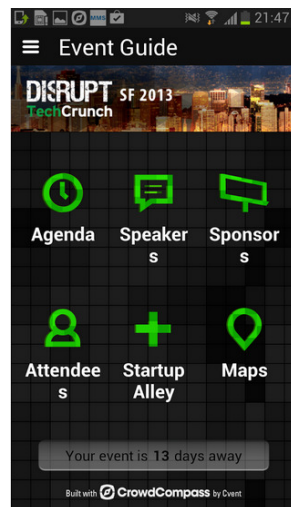 MMS 21:47
Event Guide
DISRUPT SF 2013
TechCrunch
Agenda
Speaker
s
Sponsor
s
Attendee
s
Startup
Alley
Maps
Your event is 13 days away
Built with CrowdCompass by Cvent